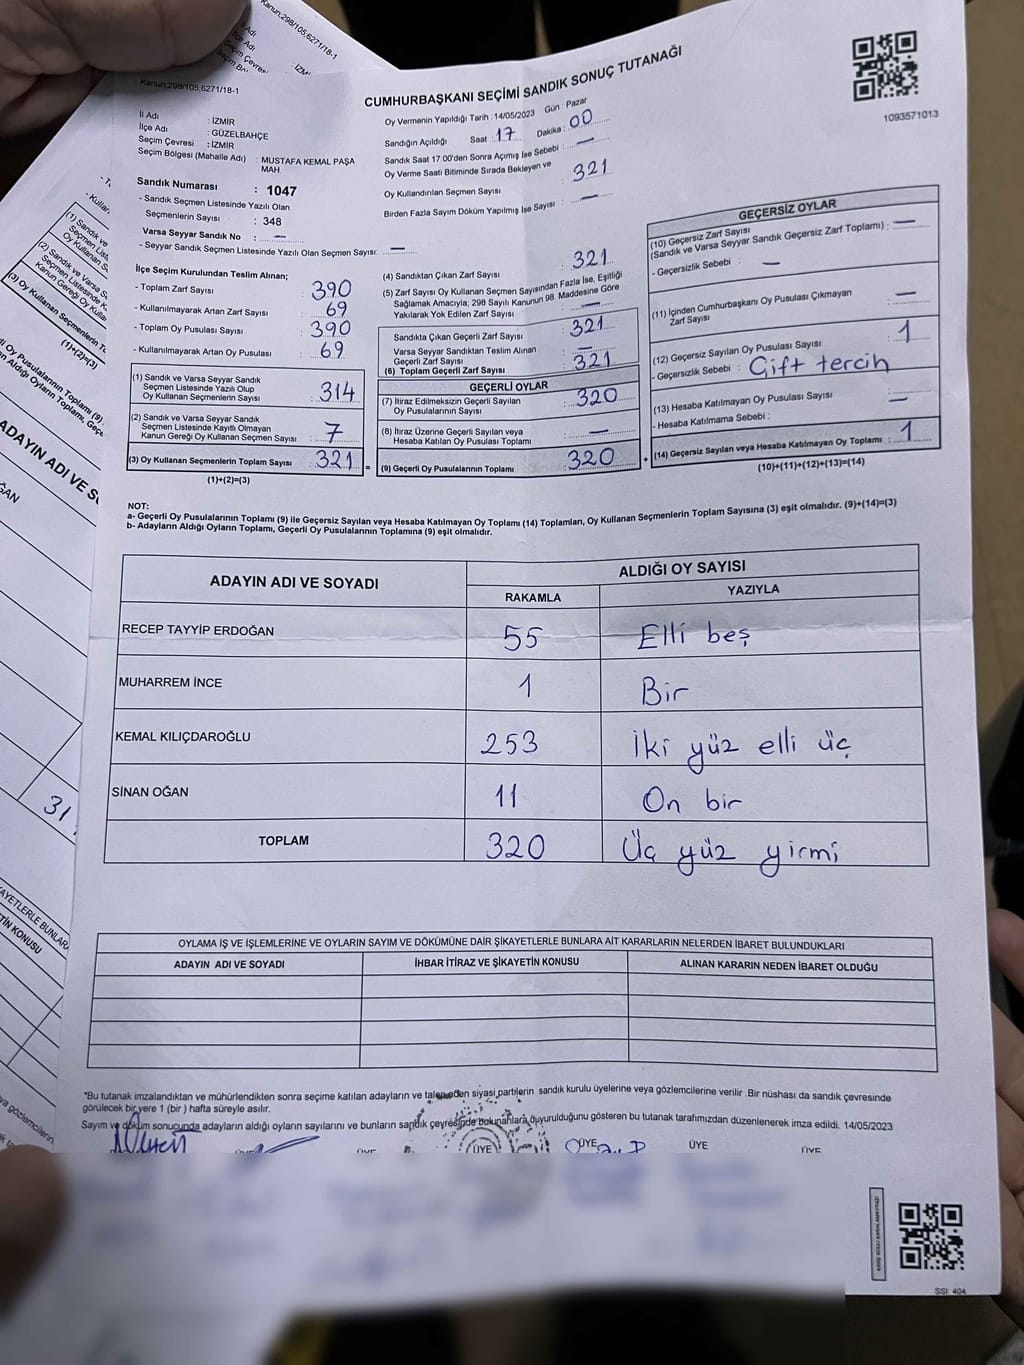 Kanun;298/105,6271/18-1
Kanun;298/105,6271/18-1
CUMHURBAŞKANI SEÇİMİ SANDIK SONUÇ TUTANAĞI
1093571013
İl Adı : İZMİR
İlçe Adı : GÜZELBAHÇE
Seçim Çevresi : İZMİR
Seçim Bölgesi (Mahalle Adı) : MUSTAFA KEMAL PAŞA MAH.
Sandık Numarası : 1047
- Sandık Seçmen Listesinde Yazılı Olan
Seçmenlerin Sayısı : 348
Varsa Seyyar Sandık No : —
- Seyyar Sandık Seçmen Listesinde Yazılı Olan Seçmen Sayısı: —
Oy Vermenin Yapıldığı Tarih :14/05/2023 Gün : Pazar
Sandığın Açıldığı Saat :17 Dakika: 00
Sandık Saat 17.00'den Sonra Açımış İse Sebebi : —
Oy Verme Saati Bitiminde Sırada Bekleyen ve
Oy Kullandırılan Seçmen Sayısı 321
Birden Fazla Sayım Döküm Yapılmış İse Sayısı : —
İlçe Seçim Kurulundan Teslim Alınan;
- Toplam Zarf Sayısı : 390
- Kullanılmayarak Artan Zarf Sayısı : 69
- Toplam Oy Pusulası Sayısı : 390
- Kullanılmayarak Artan Oy Pusulası : 69
(1) Sandık ve Varsa Seyyar Sandık
Seçmen Listesinde Yazılı Olup
Oy Kullanan Seçmenlerin Sayısı : 314
(2) Sandık ve Varsa Seyyar Sandık
Seçmen Listesinde Kayıtlı Olmayan
Kanun Gereği Oy Kullanan Seçmen Sayısı : 7
(3) Oy Kullanan Seçmenlerin Toplam Sayısı : 321 =
(1)+(2)=(3)
(4) Sandıktan Çıkan Zarf Sayısı 321
(5) Zarf Sayısı Oy Kullanan Seçmen Sayısından Fazla İse, Eşitliği
Sağlamak Amacıyla; 298 Sayılı Kanunun 98. Maddesine Göre
Yakılarak Yok Edilen Zarf Sayısı : —
Sandıkta Çıkan Geçerli Zarf Sayısı : 321
Varsa Seyyar Sandıktan Teslim Alınan
Geçerli Zarf Sayısı : —
(6) Toplam Geçerli Zarf Sayısı : 321
GEÇERLİ OYLAR
(7) İtiraz Edilmeksizin Geçerli Sayılan
Oy Pusulalarının Sayısı : 320
(8) İtiraz Üzerine Geçerli Sayılan veya
Hesaba Katılan Oy Pusulası Toplamı : —
(9) Geçerli Oy Pusulalarının Toplamı : 320 +
GEÇERSİZ OYLAR
(10) Geçersiz Zarf Sayısı
(Sandık ve Varsa Seyyar Sandık Geçersiz Zarf Toplamı) : —
- Geçersizlik Sebebi : —
(11) İçinden Cumhurbaşkanı Oy Pusulası Çıkmayan
Zarf Sayısı : —
(12) Geçersiz Sayılan Oy Pusulası Sayısı : 1
- Geçersizlik Sebebi : Çift tercih
(13) Hesaba Katılmayan Oy Pusulası Sayısı : —
- Hesaba Katılmama Sebebi :
(14) Geçersiz Sayılan veya Hesaba Katılmayan Oy Toplamı : 1
(10)+(11)+(12)+(13)=(14)
NOT:
a- Geçerli Oy Pusulalarının Toplamı (9) ile Geçersiz Sayılan veya Hesaba Katılmayan Oy Toplamı (14) Toplamları, Oy Kullanan Seçmenlerin Toplam Sayısına (3) eşit olmalıdır. (9)+(14)=(3)
b- Adayların Aldığı Oyların Toplamı, Geçerli Oy Pusulalarının Toplamına (9) eşit olmalıdır.
ADAYIN ADI VE SOYADI ALDIĞI OY SAYISI
RAKAMLA YAZIYLA
RECEP TAYYİP ERDOĞAN 55 Elli beş
MUHARREM İNCE 1 Bir
KEMAL KILIÇDAROĞLU 253 İki yüz elli üç
SİNAN OĞAN 11 On bir
TOPLAM 320 Üç yüz yirmi
OYLAMA İŞ VE İŞLEMLERİNE VE OYLARIN SAYIM VE DÖKÜMÜNE DAİR ŞİKAYETLERLE BUNLARA AİT KARARLARIN NELERDEN İBARET BULUNDUKLARI
ADAYIN ADI VE SOYADI İHBAR İTİRAZ VE ŞİKAYETİN KONUSU ALINAN KARARIN NEDEN İBARET OLDUĞU
*Bu tutanak imzalandıktan ve mühürlendikten sonra seçime katılan adayların ve talep eden siyasi partilerin sandık kurulu üyelerine veya gözlemcilerine verilir .Bir nüshası da sandık çevresinde
görülecek bir yere 1 (bir ) hafta süreyle asılır.
Sayım ve döküm sonucunda adayların aldığı oyların sayılarını ve bunların sandık çevresinde bulunanlara duyurulduğunu gösteren bu tutanak tarafımızdan düzenlenerek imza edildi. 14/05/2023
ÜYE ÜYE ÜYE ÜYE ÜYE
SSİ 404